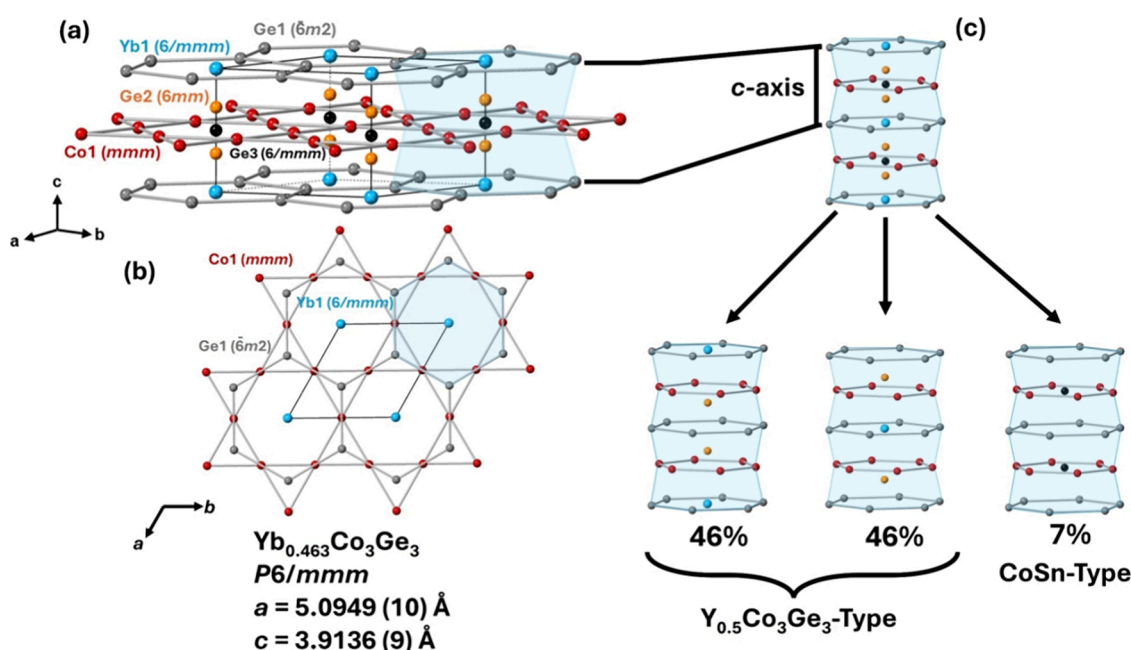 (a)
Ge1 (6̄m2)
Yb1 (6/mmm)
Ge2 (6mm)
Co1 (mmm)
Ge3 (6/mmm)
c
a
b
(c)
c-axis
(b)
Co1 (mmm)
Yb1 (6/mmm)
Ge1 (6̄m2)
b
a
Yb0.463Co3Ge3
P6/mmm
a = 5.0949 (10) Å
c = 3.9136 (9) Å
46%
46%
7%
CoSn-Type
Y0.5Co3Ge3-Type